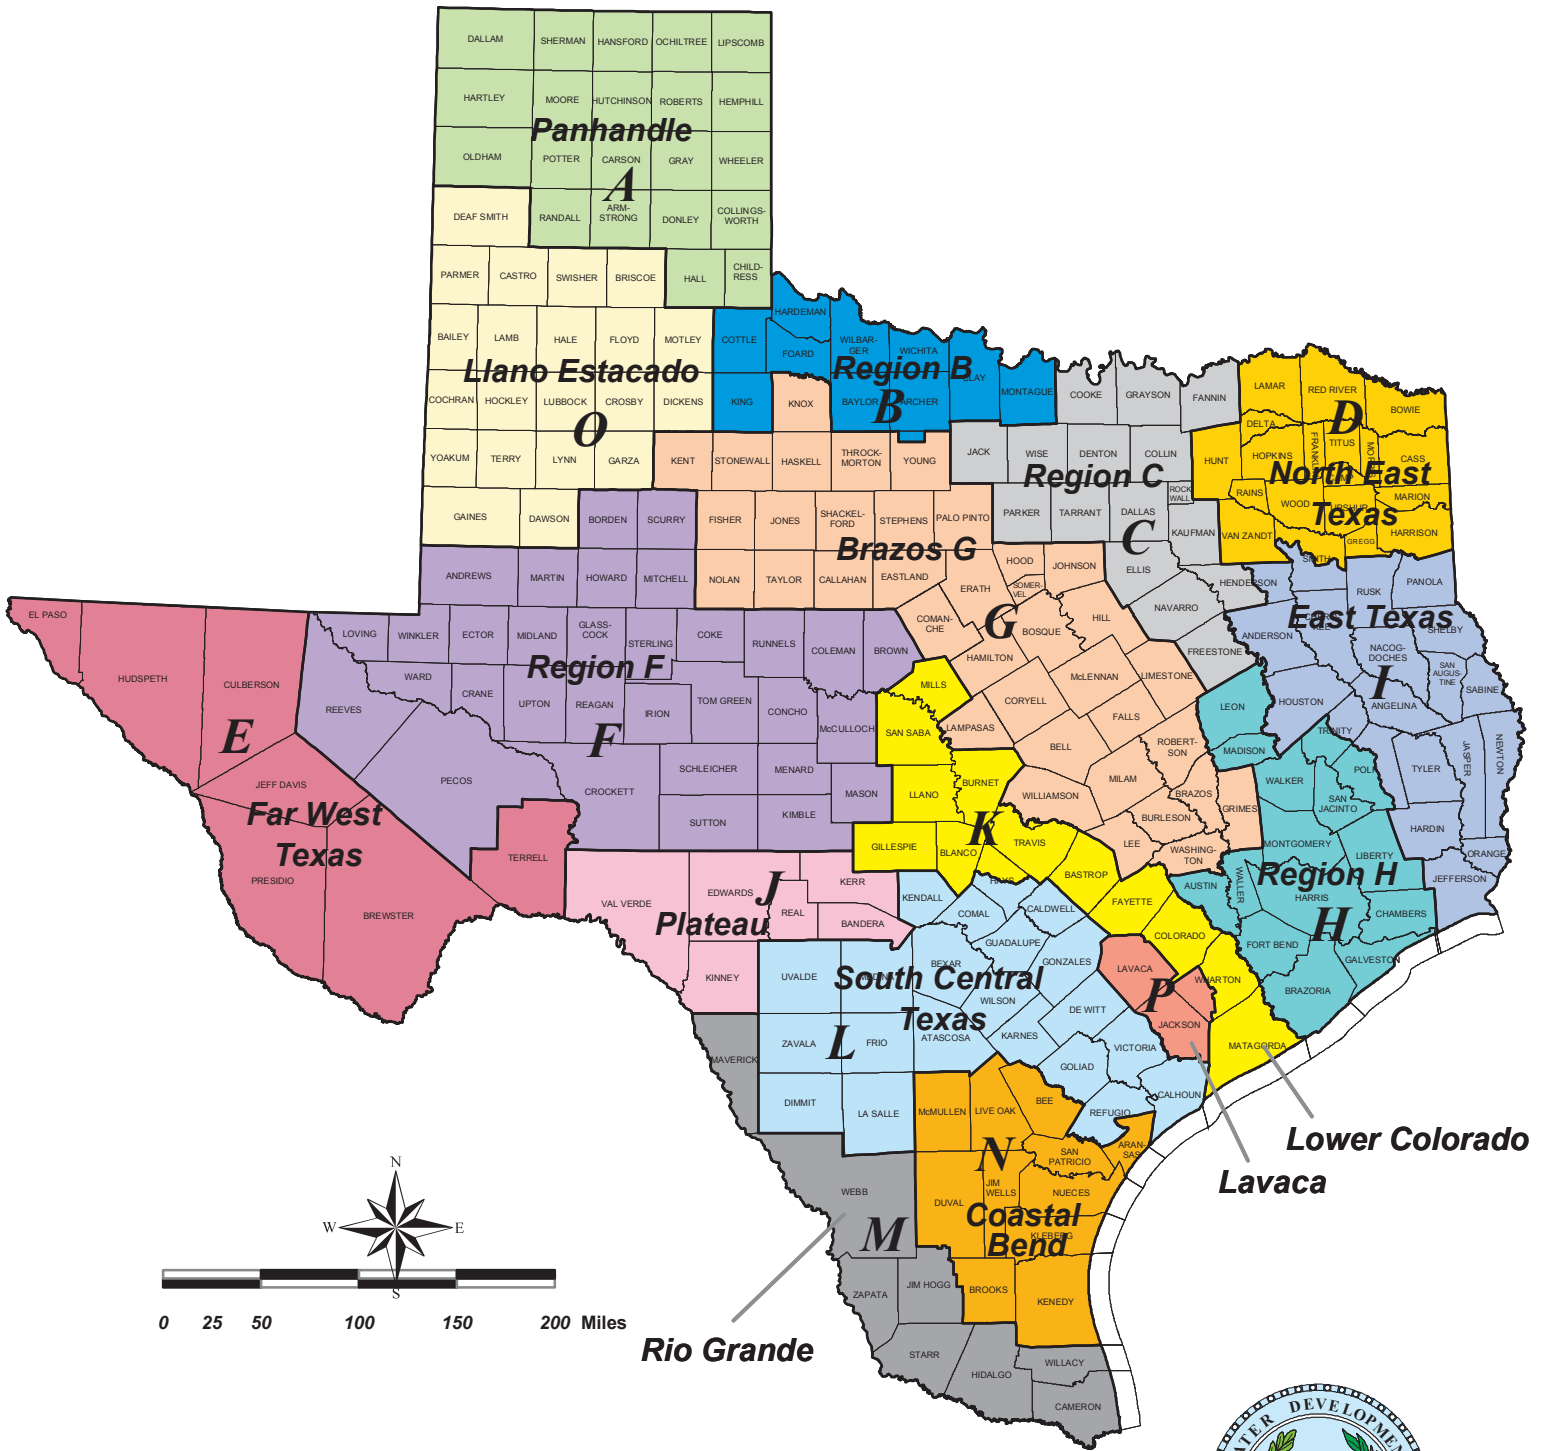 DALLAM SHERMAN HANSFORD OCHILTREE LIPSCOMB
HARTLEY MOORE HUTCHINSON ROBERTS HEMPHILL
Panhandle
OLDHAM POTTER CARSON GRAY WHEELER
A
DEAF SMITH RANDALL ARM-
STRONG DONLEY COLLINGS-
WORTH
PARMER CASTRO SWISHER BRISCOE HALL CHILD-
RESS
BAILEY LAMB HALE FLOYD MOTLEY COTTLE
HARDEMAN
FOARD
WILBAR-
GER
WICHITA
CLAY
MONTAGUE
Llano Estacado
Region B
COCHRAN HOCKLEY LUBBOCK CROSBY DICKENS KING KNOX BAYLOR ARCHER
B
O
COOKE GRAYSON FANNIN
LAMAR RED RIVER BOWIE
D
DELTA
HOPKINS
FRANKLIN
TITUS
CASS
HUNT
North East
Texas
RAINS
WOOD
UPSHUR
MARION
VAN ZANDT
GREGG
HARRISON
SMITH
YOAKUM TERRY LYNN GARZA
KENT STONEWALL HASKELL THROCK-
MORTON YOUNG
JACK WISE DENTON COLLIN
Region C
ROCK
WALL
PARKER TARRANT DALLAS KAUFMAN
C
ELLIS
HENDERSON
NAVARRO
FREESTONE
GAINES DAWSON
BORDEN SCURRY
FISHER JONES SHACKEL-
FORD STEPHENS PALO PINTO
Brazos G
ANDREWS MARTIN HOWARD MITCHELL
NOLAN TAYLOR CALLAHAN EASTLAND
ERATH
HOOD JOHNSON
SOMER-
VEL
G
COMAN-
CHE
BOSQUE
HILL
HAMILTON
McLENNAN
LIMESTONE
CORYELL
FALLS
LAMPASAS
BELL
ROBERT-
SON
MILAM
BRAZOS
GRIMES
WILLIAMSON
BURLESON
LEE
WASHING-
TON
RUSK
PANOLA
East Texas
ANDERSON
SHELBY
NACOG-
DOCHES
SAN
AUGUS-
TINE
SABINE
I
HOUSTON
ANGELINA
TRINITY
POLK
TYLER
JASPER
NEWTON
HARDIN
ORANGE
JEFFERSON
EL PASO
HUDSPETH
CULBERSON
E
JEFF DAVIS
Far West
Texas
PRESIDIO
BREWSTER
TERRELL
LOVING WINKLER ECTOR MIDLAND GLASS-
COCK
STERLING
COKE
RUNNELS
COLEMAN
BROWN
Region F
WARD
CRANE
UPTON
REAGAN
IRION
TOM GREEN
CONCHO
McCULLOCH
REEVES
F
PECOS
CROCKETT
SCHLEICHER
MENARD
MASON
SUTTON
KIMBLE
MILLS
SAN SABA
BURNET
LLANO
K
GILLESPIE
BLANCO
TRAVIS
BASTROP
FAYETTE
COLORADO
WHARTON
MATAGORDA
LEON
MADISON
WALKER
SAN
JACINTO
MONTGOMERY
LIBERTY
Region H
AUSTIN
WALLER
HARRIS
H
CHAMBERS
FORT BEND
GALVESTON
BRAZORIA
VAL VERDE
EDWARDS
KERR
J
REAL
Plateau
BANDERA
KINNEY
KENDALL
HAYS
COMAL
CALDWELL
GUADALUPE
UVALDE
MEDINA
BEXAR
GONZALES
South Central
Texas
WILSON
DE WITT
LAVACA
P
JACKSON
ZAVALA
L
FRIO
ATASCOSA
KARNES
VICTORIA
GOLIAD
MAVERICK
DIMMIT
LA SALLE
REFUGIO
CALHOUN
McMULLEN
LIVE OAK
BEE
N
SAN
PATRICIO
ARAN-
SAS
DUVAL
JIM
WELLS
NUECES
Coastal
Bend
KLEBERG
BROOKS
KENEDY
WEBB
M
ZAPATA
JIM HOGG
STARR
HIDALGO
WILLACY
CAMERON
Lower Colorado
Lavaca
Rio Grande
N
W E
S
0 25 50 100 150 200 Miles
WATER DEVELOPMENT